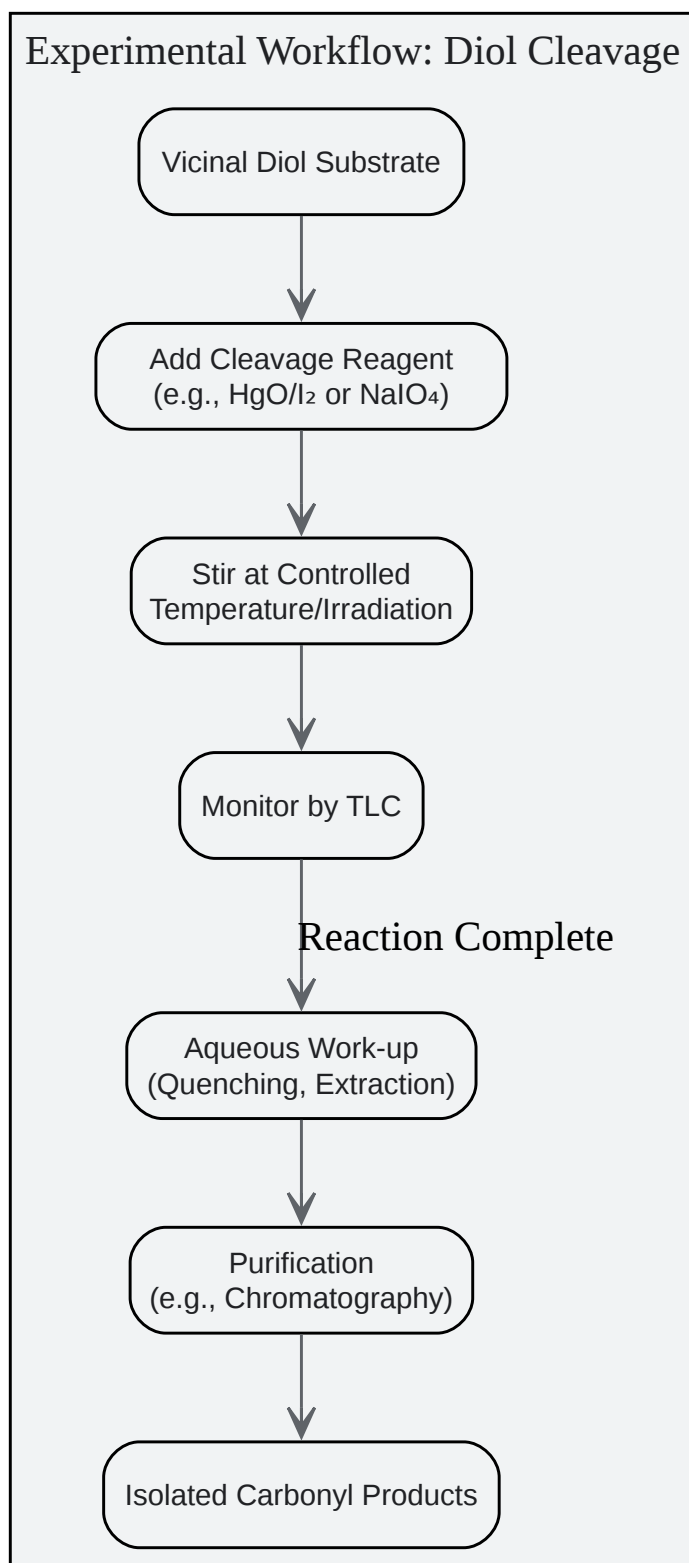 Experimental Workflow: Diol Cleavage
Vicinal Diol Substrate
Add Cleavage Reagent
(e.g., HgO/I₂ or NaIO₄)
Stir at Controlled
Temperature/Irradiation
Monitor by TLC
Reaction Complete
Aqueous Work-up
(Quenching, Extraction)
Purification
(e.g., Chromatography)
Isolated Carbonyl Products